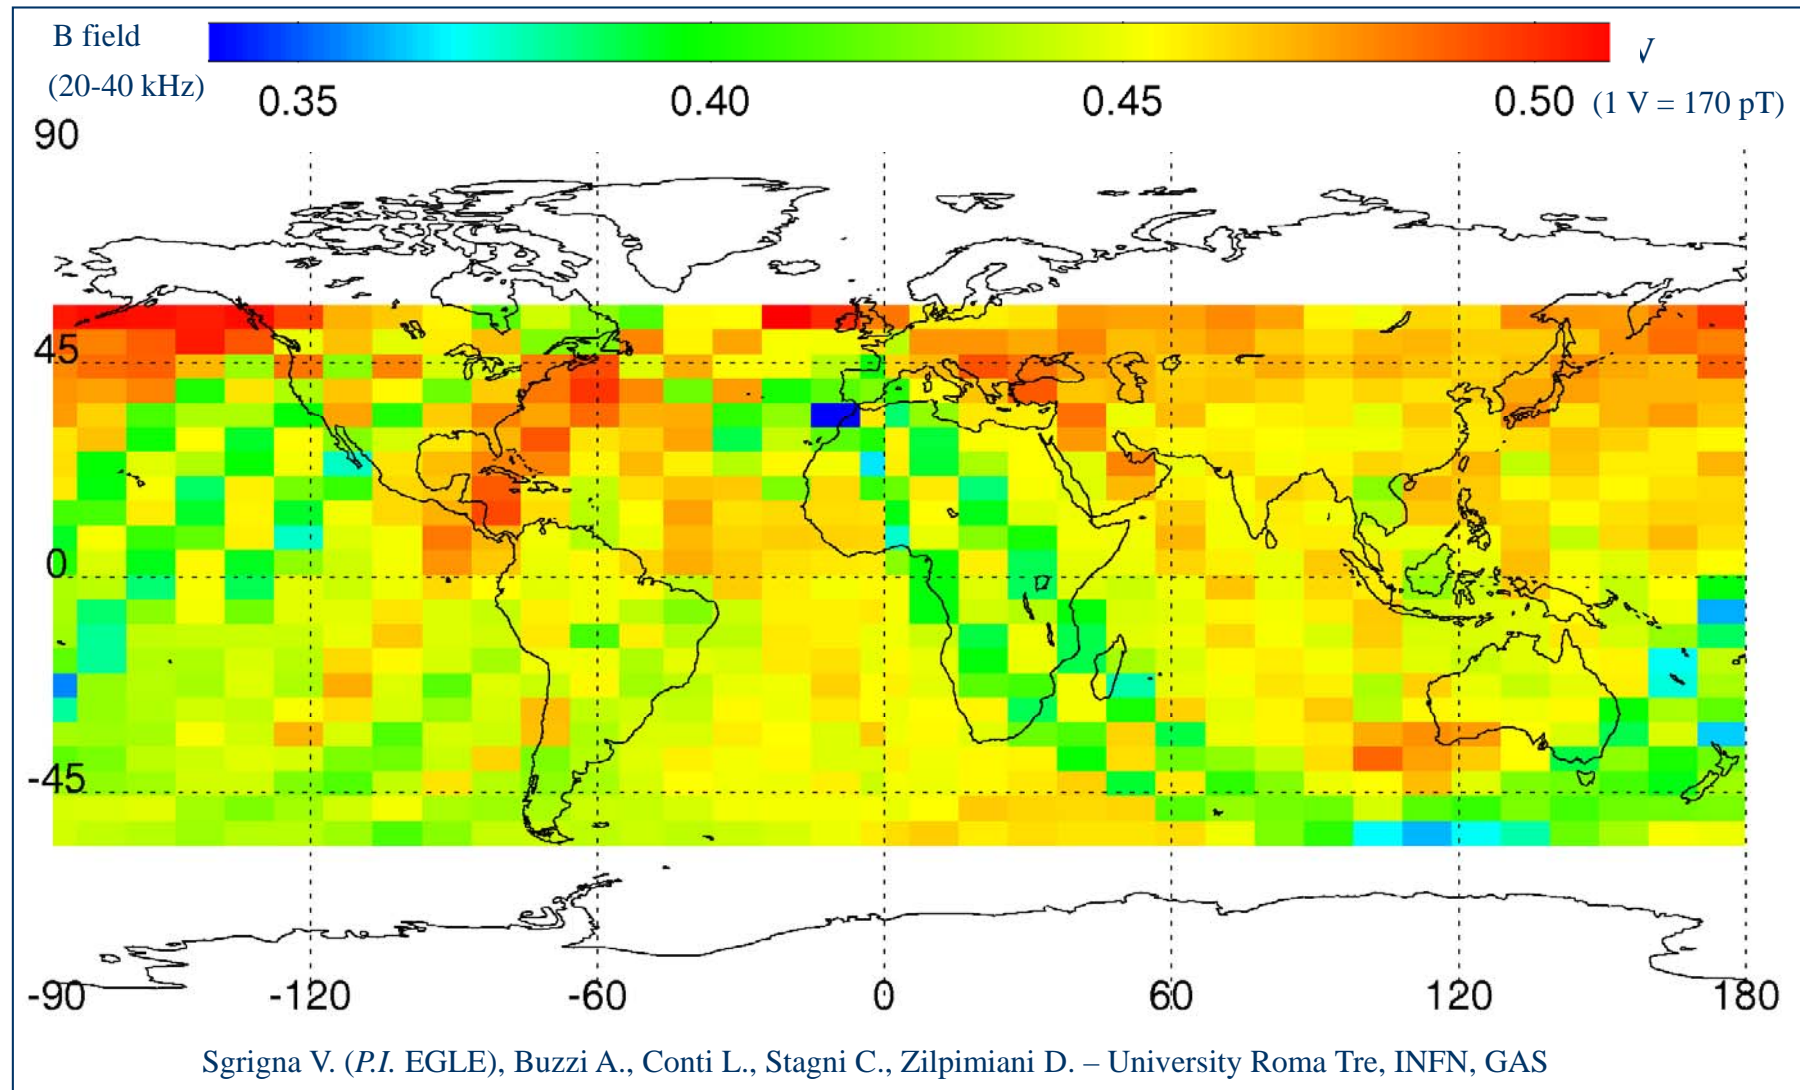 B field
(20-40 kHz)
0.35 0.40 0.45 0.50 (1 V = 170 pT)
90
45
0
-45
-90 -120 -60 0 60 120 180
Sgrigna V. (P.I. EGLE), Buzzi A., Conti L., Stagni C., Zilpimiani D. – University Roma Tre, INFN, GAS